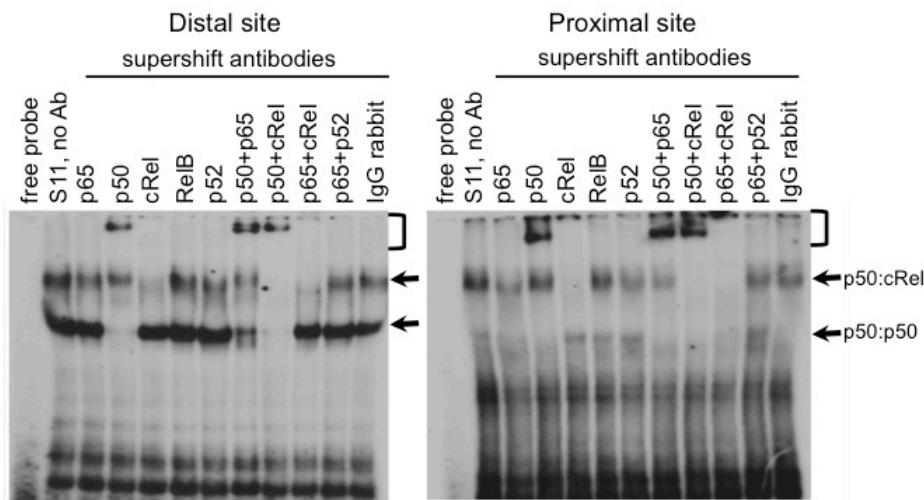 Distal site
supershift antibodies
free probe
S11, no Ab
p65
p50
cRel
RelB
p52
p50+p65
p50+cRel
p65+cRel
p65+p52
IgG rabbit
Proximal site
supershift antibodies
free probe
S11, no Ab
p65
p50
cRel
RelB
p52
p50+p65
p50+cRel
p65+cRel
p65+p52
IgG rabbit
p50:cRel
p50:p50